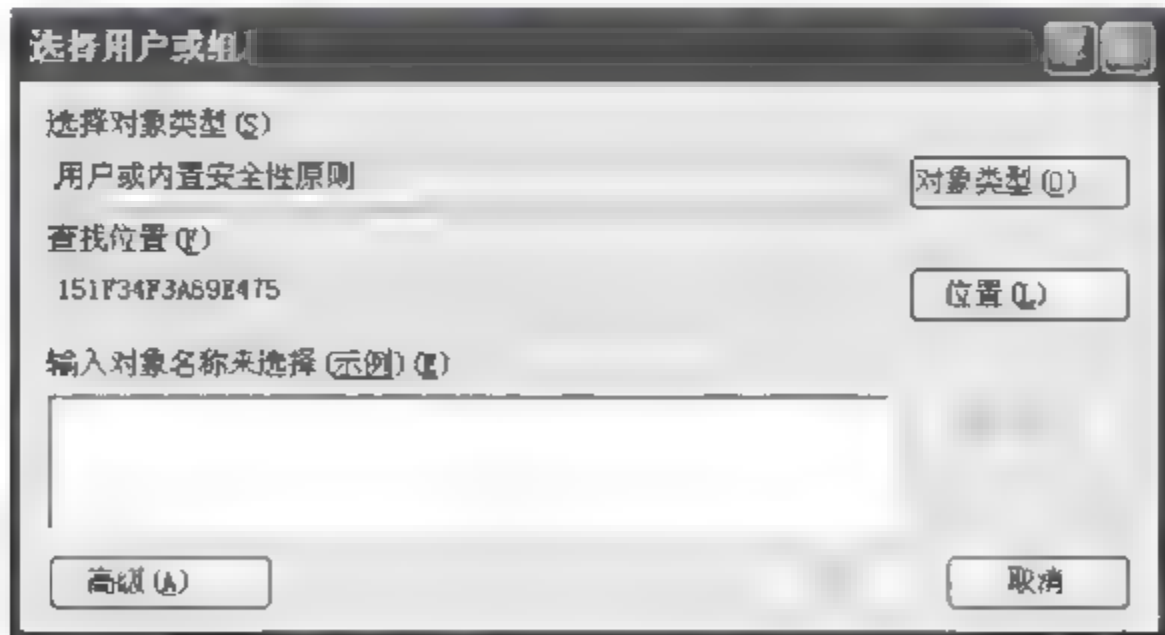 选择用户或组
选择对象类型(S)
用户或内置安全性原则
对象类型(O)
查找位置(F)
151F34F3A69E475
位置(L)
输入对象名称来选择(示例)(E)
高级(A)
取消